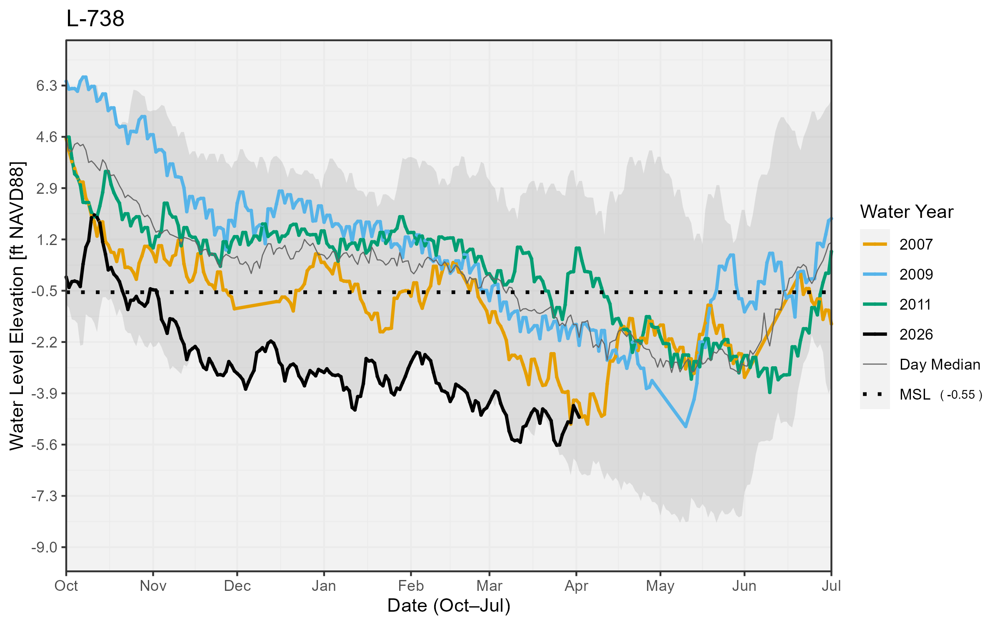 L-738
Water Level Elevation [ft NAVD88]
6.3
4.6
2.9
1.2
-0.5
-2.2
-3.9
-5.6
-7.3
-9.0
Oct Nov Dec Jan Feb Mar Apr May Jun Jul
Date (Oct–Jul)
Water Year
2007
2009
2011
2026
Day Median
MSL ( -0.55 )